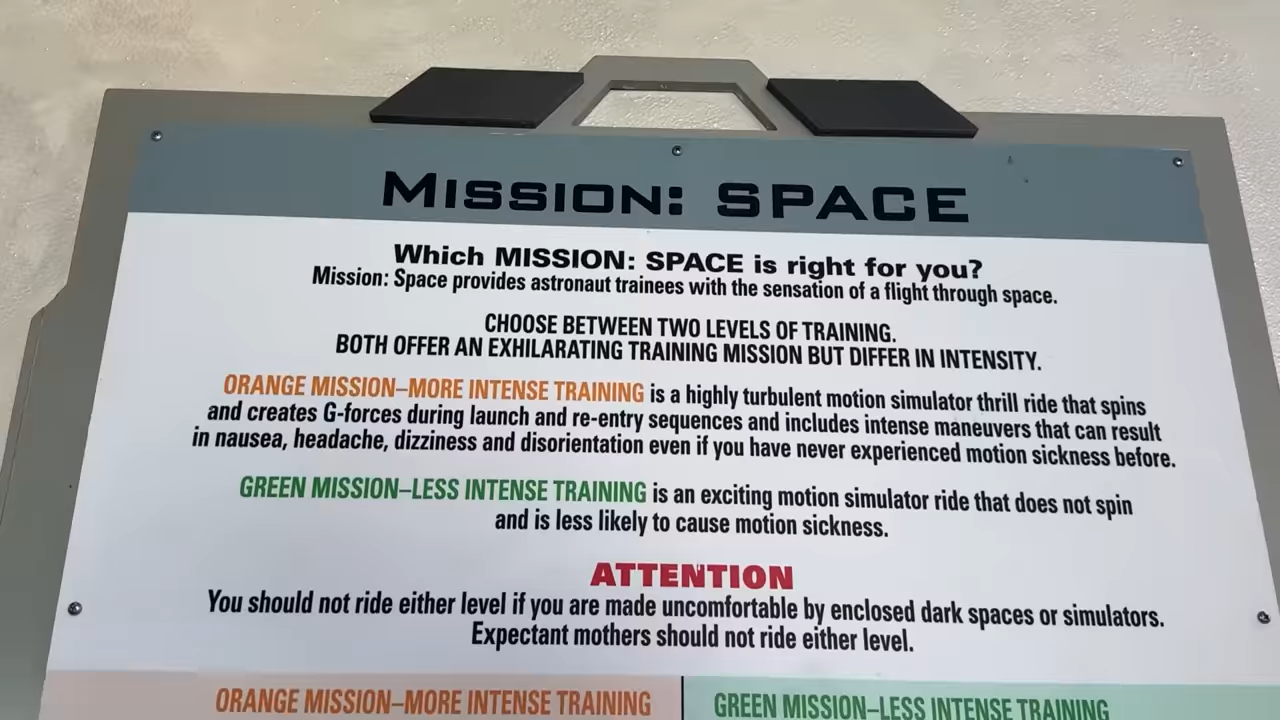 MISSION: SPACE
Which MISSION: SPACE is right for you?
Mission: Space provides astronaut trainees with the sensation of a flight through space.
CHOOSE BETWEEN TWO LEVELS OF TRAINING.
BOTH OFFER AN EXHILARATING TRAINING MISSION BUT DIFFER IN INTENSITY.
ORANGE MISSION–MORE INTENSE TRAINING is a highly turbulent motion simulator thrill ride that spins
and creates G-forces during launch and re-entry sequences and includes intense maneuvers that can result
in nausea, headache, dizziness and disorientation even if you have never experienced motion sickness before.
GREEN MISSION–LESS INTENSE TRAINING is an exciting motion simulator ride that does not spin
and is less likely to cause motion sickness.
ATTENTION
You should not ride either level if you are made uncomfortable by enclosed dark spaces or simulators.
Expectant mothers should not ride either level.
ORANGE MISSION–MORE INTENSE TRAINING
GREEN MISSION–LESS INTENSE TRAINING